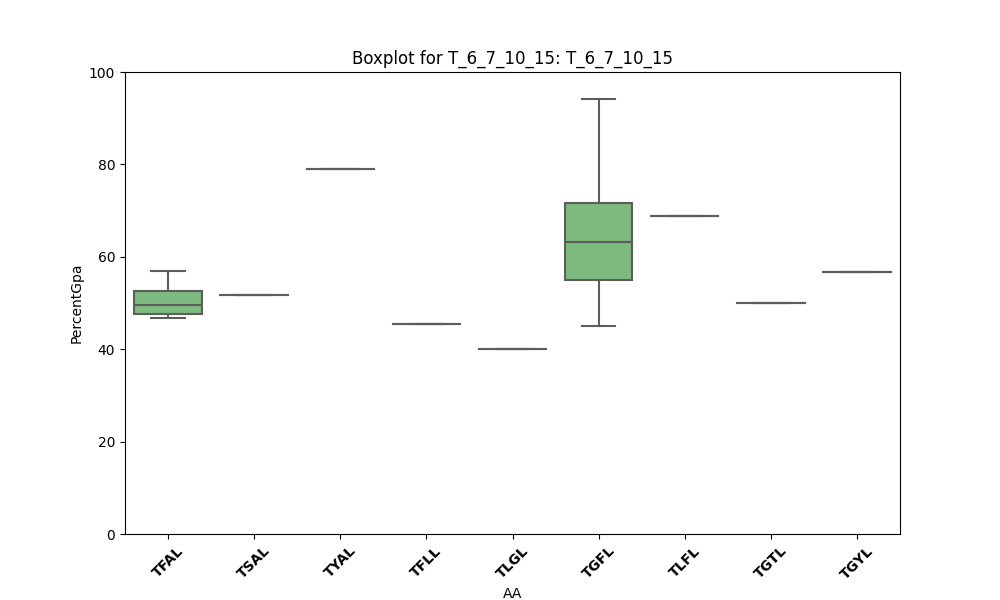 Boxplot for T_6_7_10_15: T_6_7_10_15
100
80
60
40
20
0
PercentGpa
TFAL
TSAL
TYAL
TFLL
TLGL
TGFL
TLFL
TGTL
TGYL
AA